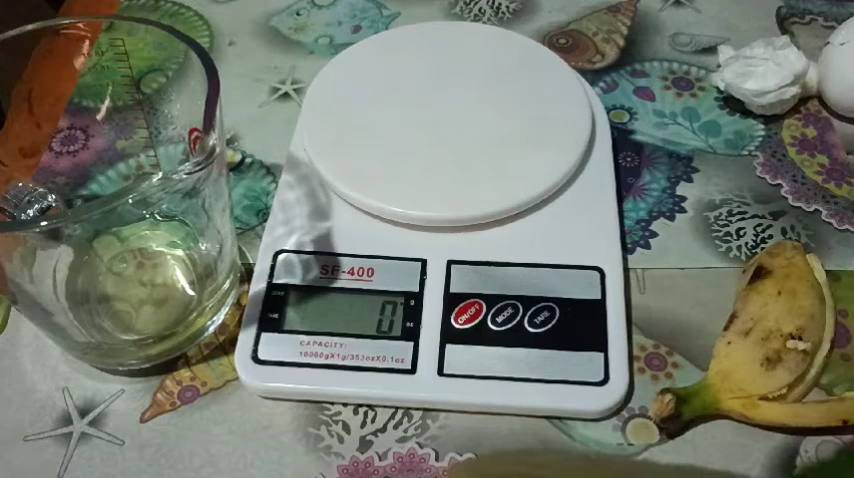 SF-400
0
g
oz
CAPACITY:
10000gX1g/353ozX0.1oz
ON/OFF
MODE
TARE